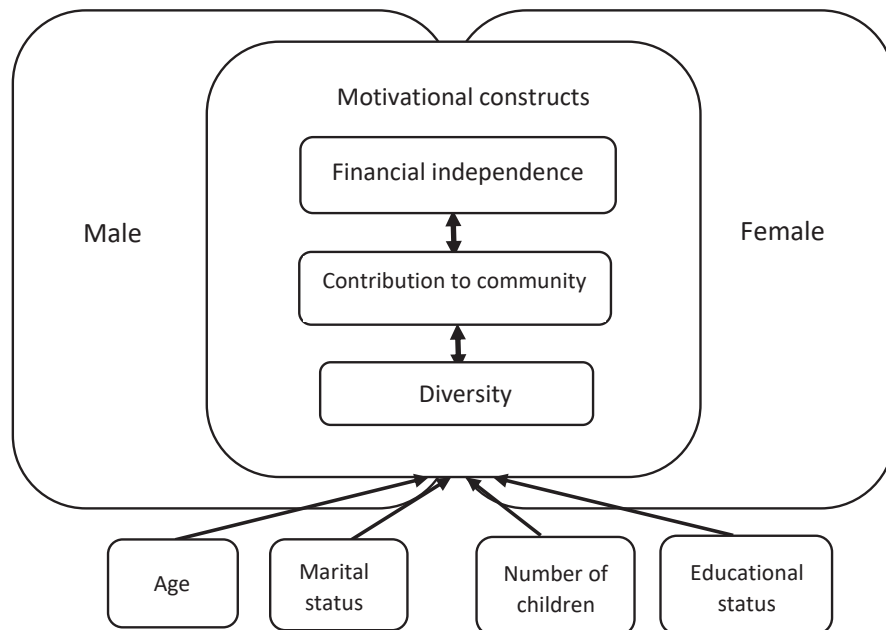 Motivational constructs
Financial independence
Male
Female
Contribution to community
Diversity
Age
Marital
status
Number of
children
Educational
status